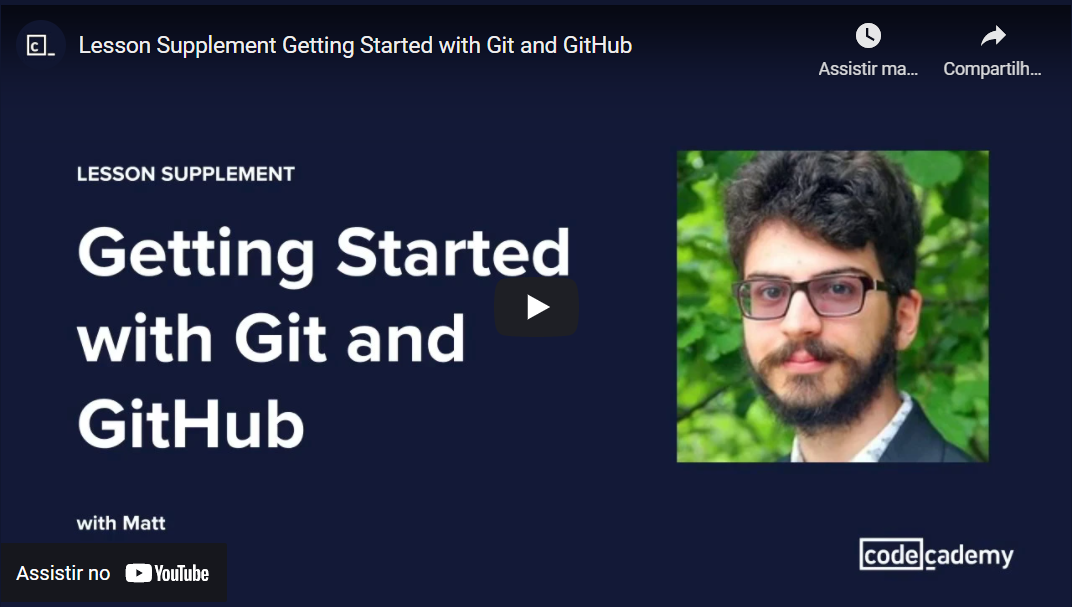 c_
Lesson Supplement Getting Started with Git and GitHub
Assistir ma...
Compartilh...
LESSON SUPPLEMENT
Getting Started
with Git and
GitHub
with Matt
Assistir no YouTube
codecademy